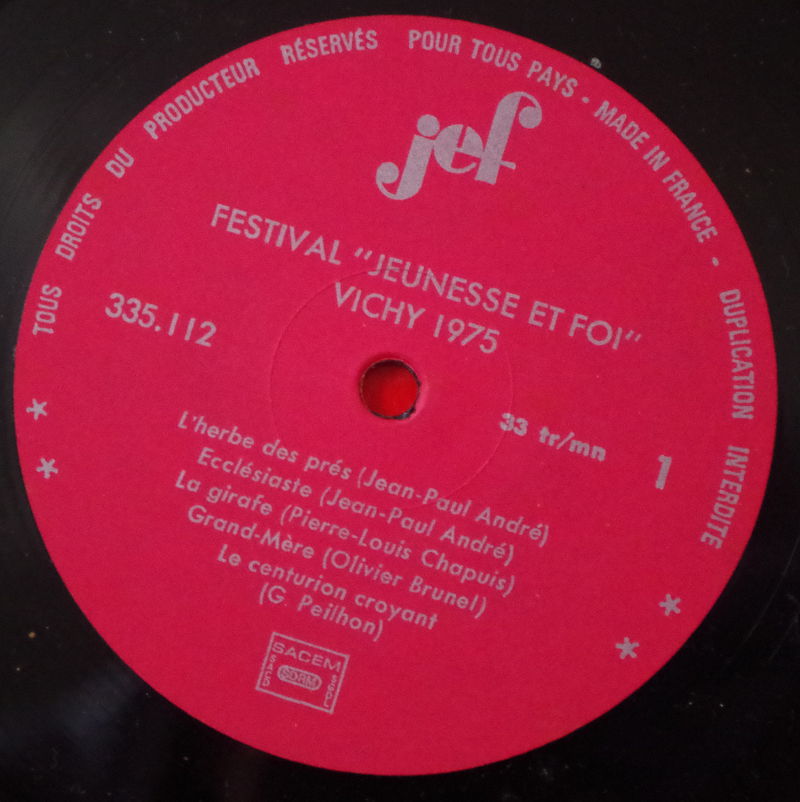 TOUS DROITS DU PRODUCTEUR RÉSERVÉS POUR TOUS PAYS - MADE IN FRANCE - DUPLICATION INTERDITE
jef
FESTIVAL "JEUNESSE ET FOI"
VICHY 1975
335.112
33 tr/mn
1
L'herbe des prés (Jean-Paul André)
Ecclésiaste (Jean-Paul André)
La girafe (Pierre-Louis Chapuis)
Grand-Mère (Olivier Brunel)
Le centurion croyant
(G. Peilhon)
SACEM
SACD SDRM SGDL